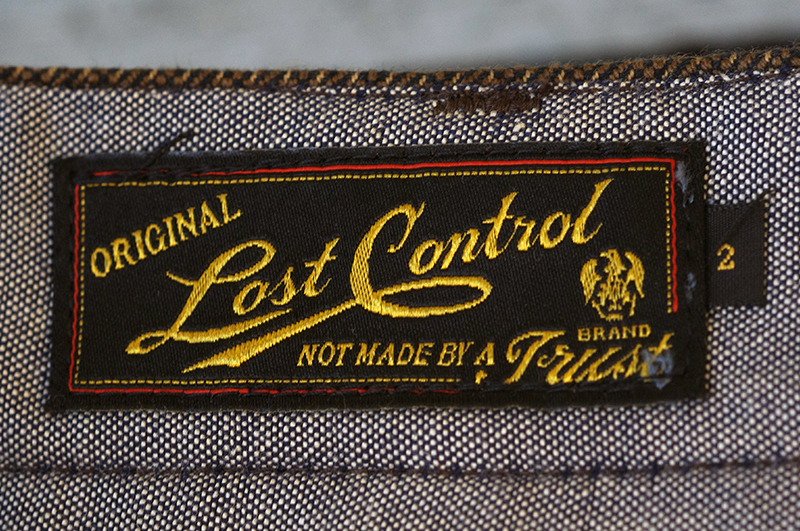 ORIGINAL
Lost Control
BRAND
NOT MADE BY A Trust
2